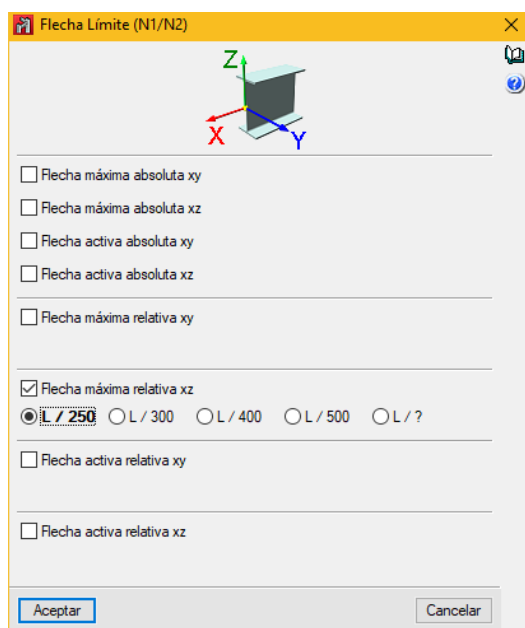 Flecha Límite (N1/N2)
Z
X
Y
Flecha máxima absoluta xy
Flecha máxima absoluta xz
Flecha activa absoluta xy
Flecha activa absoluta xz
Flecha máxima relativa xy
Flecha máxima relativa xz
L / 250 L / 300 L / 400 L / 500 L / ?
Flecha activa relativa xy
Flecha activa relativa xz
Aceptar Cancelar